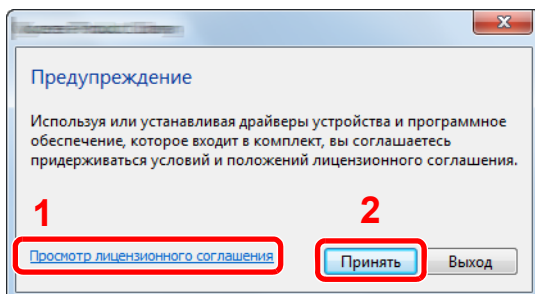 Предупреждение
Используя или устанавливая драйверы устройства и программное
обеспечение, которое входит в комплект, вы соглашаетесь
придерживаться условий и положений лицензионного соглашения.
1
2
Просмотр лицензионного соглашения
Принять
Выход